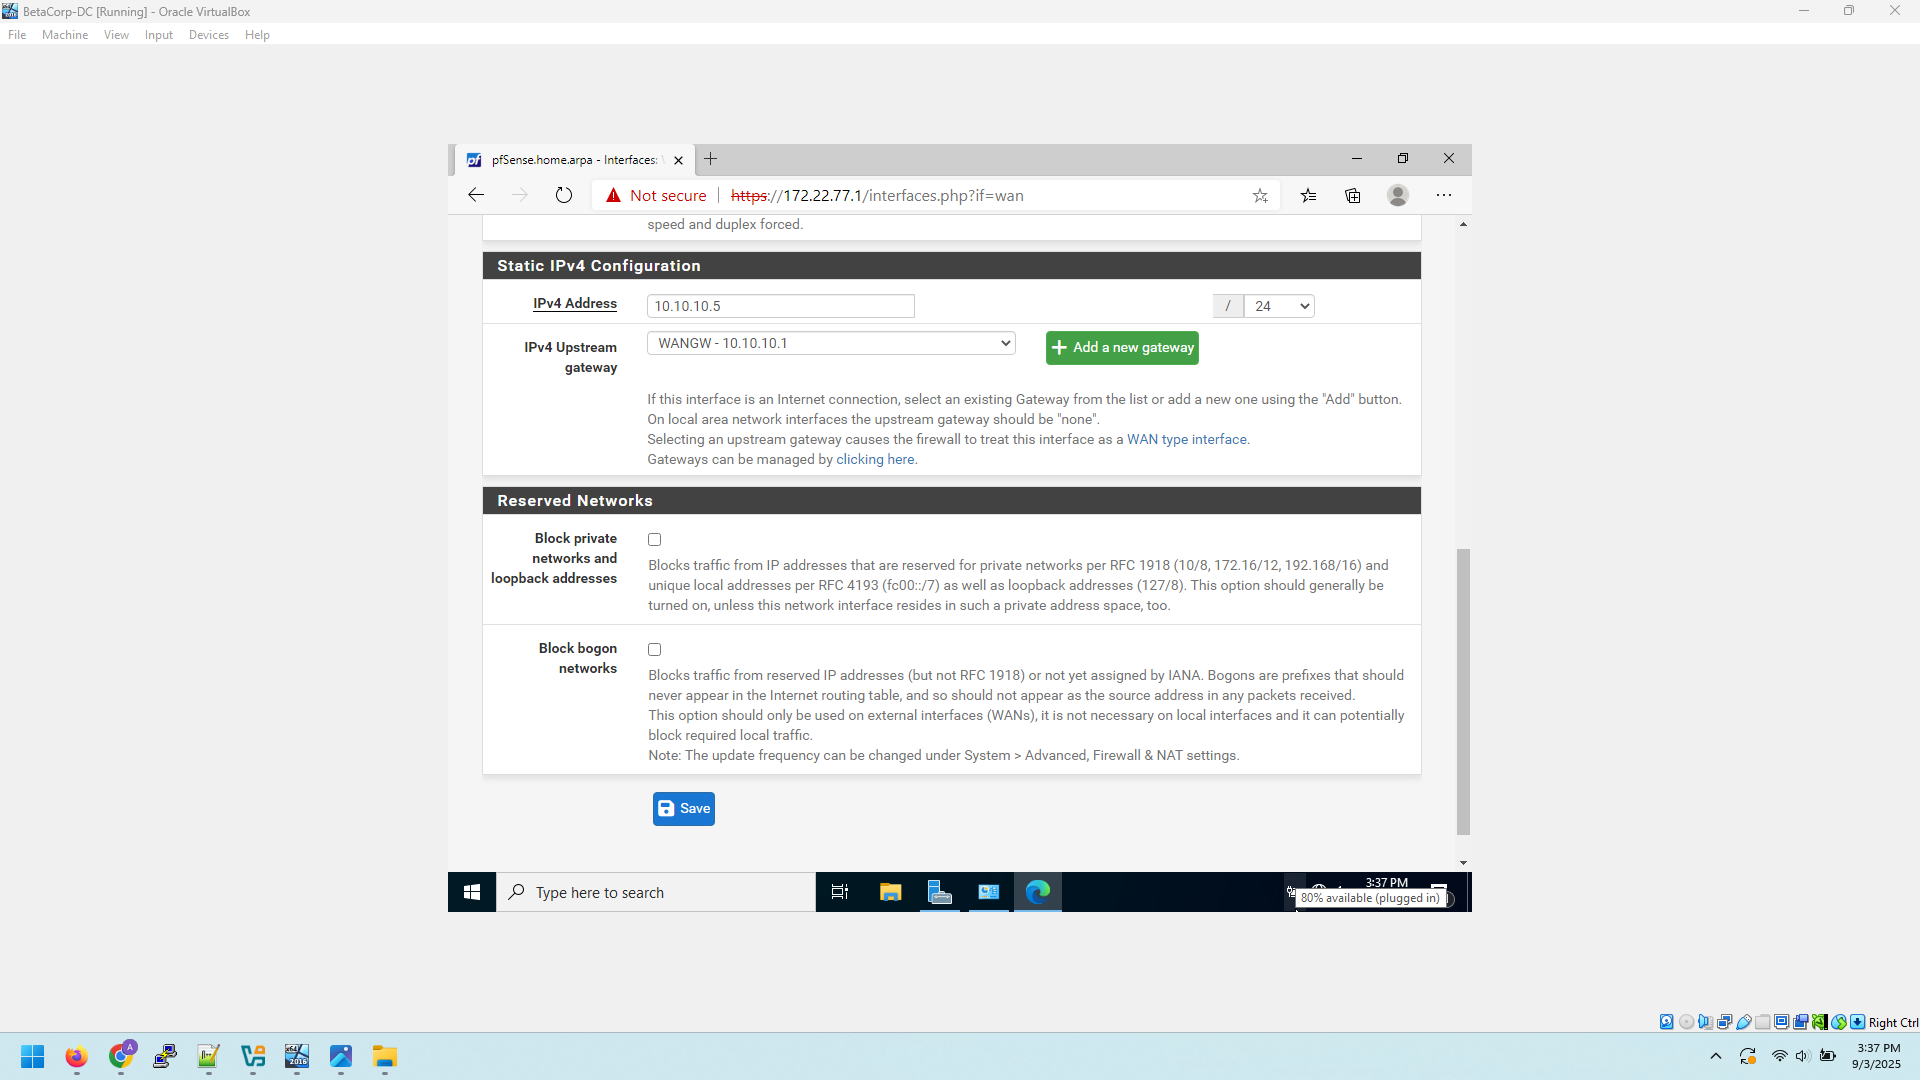 BetaCorp-DC [Running] - Oracle VirtualBox
File Machine View Input Devices Help
pfSense.home.arpa - Interfaces:
Not secure https://172.22.77.1/interfaces.php?if=wan
speed and duplex forced.
Static IPv4 Configuration
IPv4 Address 10.10.10.5 / 24
IPv4 Upstream gateway
WANGW - 10.10.10.1
Add a new gateway
If this interface is an Internet connection, select an existing Gateway from the list or add a new one using the "Add" button.
On local area network interfaces the upstream gateway should be "none".
Selecting an upstream gateway causes the firewall to treat this interface as a WAN type interface.
Gateways can be managed by clicking here.
Reserved Networks
Block private
networks and
loopback addresses
Blocks traffic from IP addresses that are reserved for private networks per RFC 1918 (10/8, 172.16/12, 192.168/16) and
unique local addresses per RFC 4193 (fc00::/7) as well as loopback addresses (127/8). This option should generally be
turned on, unless this network interface resides in such a private address space, too.
Block bogon
networks
Blocks traffic from reserved IP addresses (but not RFC 1918) or not yet assigned by IANA. Bogons are prefixes that should
never appear in the Internet routing table, and so should not appear as the source address in any packets received.
This option should only be used on external interfaces (WANs), it is not necessary on local interfaces and it can potentially
block required local traffic.
Note: The update frequency can be changed under System > Advanced, Firewall & NAT settings.
Save
Type here to search
3:37 PM
80% available (plugged in)
Right Ctrl
3:37 PM
9/3/2025